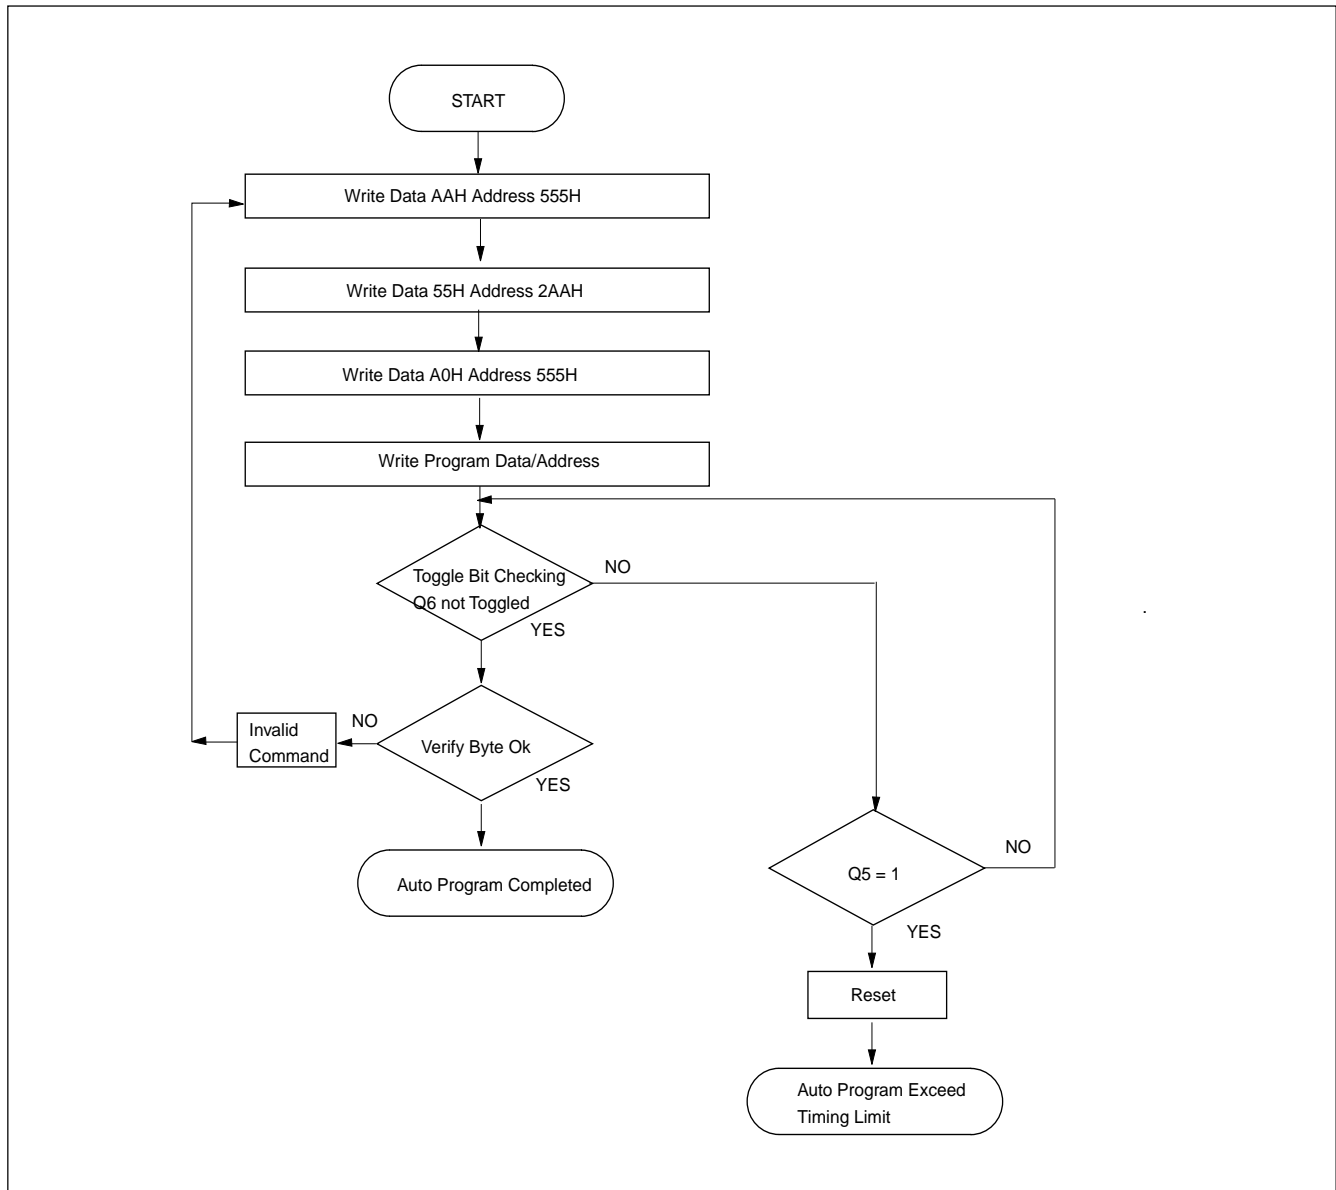 START
Write Data AAH Address 555H
Write Data 55H Address 2AAH
Write Data A0H Address 555H
Write Program Data/Address
Toggle Bit Checking
Q6 not Toggled
NO
YES
Invalid
Command
NO
Verify Byte Ok
YES
Auto Program Completed
Q5 = 1
NO
YES
Reset
Auto Program Exceed
Timing Limit